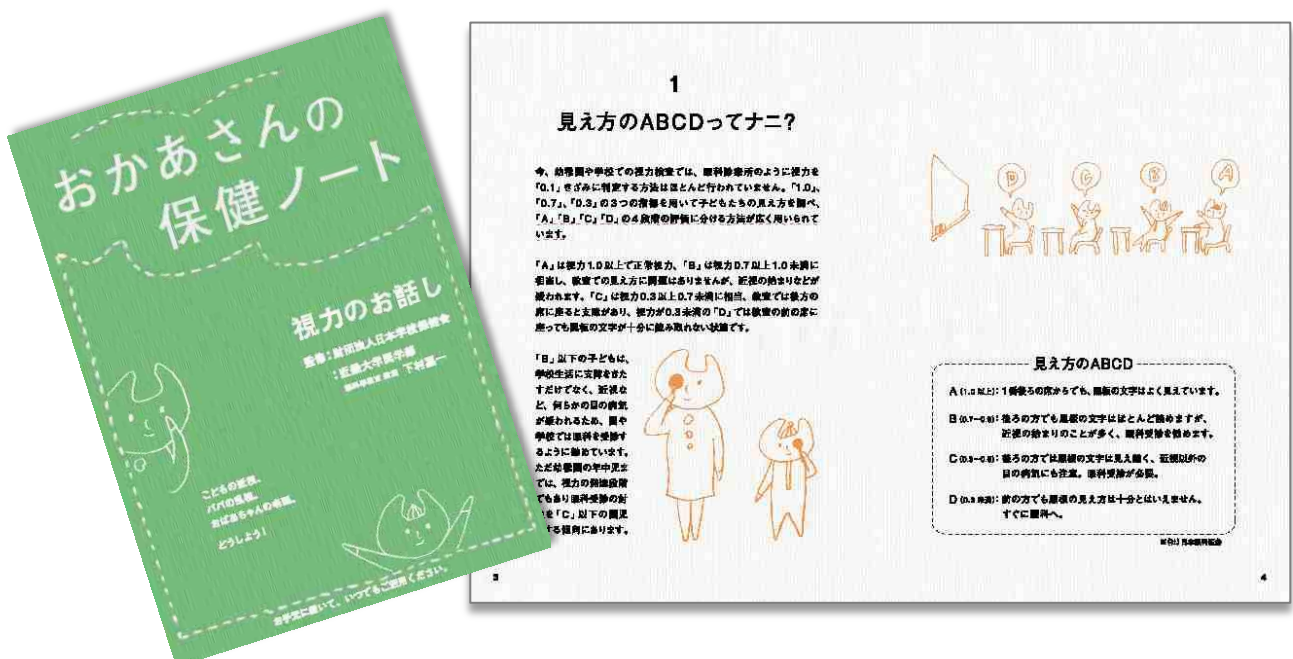 おかあさんの
保健ノート
視力のお話し
監修：財団法人日本学校保健会
：近畿大学医学部
眼科学教室 教授 下村嘉一
こどもの近視。
パパの
おばあちゃんの
どうしよう！
お手元に置いて、いつでもご活用ください。
1
見え方のABCDってナニ?
今、幼稚園や学校での視力検査では、眼科診療所のように視力を
「0.1」きざみに判定する方法はほとんど行われていません。「1.0」、
「0.7」、「0.3」の3つの指標を用いて子どもたちの見え方を調べ、
「A」「B」「C」「D」の4段階の評価に分ける方法が広く用いられて
います。
「A」は視力1.0以上で正常視力、「B」は視力0.7以上1.0未満に
相当し、教室での見え方に問題はありませんが、近視の始まりなどが
疑われます。「C」は視力0.3以上0.7未満に相当、教室では後方の
席に座ると支障があり、視力が0.3未満の「D」では教室の前の席に
座っても黒板の文字が十分に読み取れない状態です。
「B」以下の子どもは、
学校生活に支障をきた
すだけでなく、近視な
ど、何らかの目の病気
が疑われるため、園や
学校では眼科を受診す
るように勧めています。
ただ幼稚園の年中児ま
では、視力の発達段階
でもあり眼科受診の対
を「C」以下の園児
する傾向にあります。
3
D C B A
見え方のABCD
A (1.0以上)：1番後ろの席からでも、黒板の文字はよく見えています。
B (0.7–0.9)：後ろの方でも黒板の文字はほとんど読めますが、
近視の始まりのことが多く、眼科受診を勧めます。
C (0.3–0.6)：後ろの方では黒板の文字は見え難く、近視以外の
目の病気にも注意。眼科受診が必要。
D (0.3未満)：前の方でも黒板の見え方は十分とはいえません。
すぐに眼科へ。
4